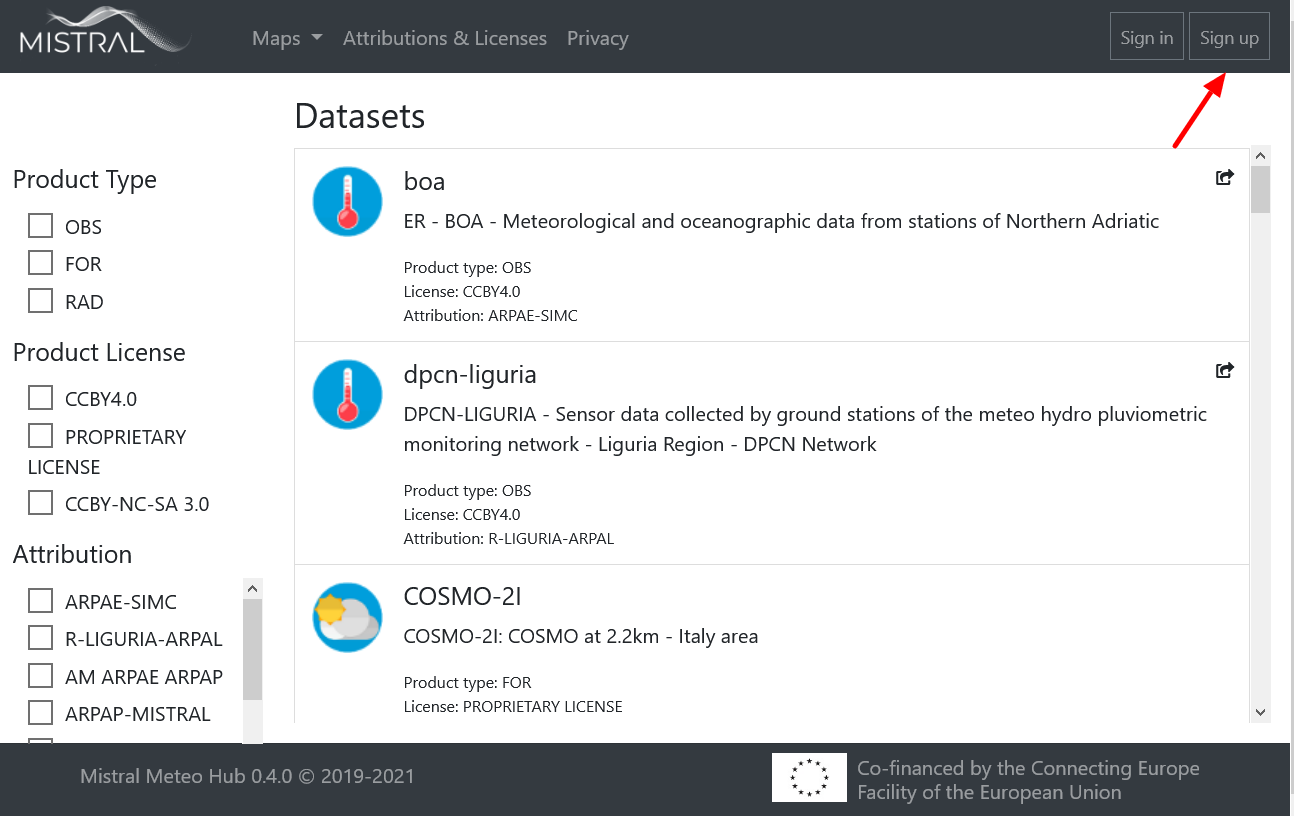 MISTRAL
Maps
Attributions & Licenses
Privacy
Sign in
Sign up
Product Type
OBS
FOR
RAD
Product License
CCBY4.0
PROPRIETARY
LICENSE
CCBY-NC-SA 3.0
Attribution
ARPAE-SIMC
R-LIGURIA-ARPAL
AM ARPAE ARPAP
ARPAP-MISTRAL
Datasets
boa
ER - BOA - Meteorological and oceanographic data from stations of Northern Adriatic
Product type: OBS
License: CCBY4.0
Attribution: ARPAE-SIMC
dpcn-liguria
DPCN-LIGURIA - Sensor data collected by ground stations of the meteo hydro pluviometric
monitoring network - Liguria Region - DPCN Network
Product type: OBS
License: CCBY4.0
Attribution: R-LIGURIA-ARPAL
COSMO-2I
COSMO-2I: COSMO at 2.2km - Italy area
Product type: FOR
License: PROPRIETARY LICENSE
Mistral Meteo Hub 0.4.0 © 2019-2021
Co-financed by the Connecting Europe
Facility of the European Union